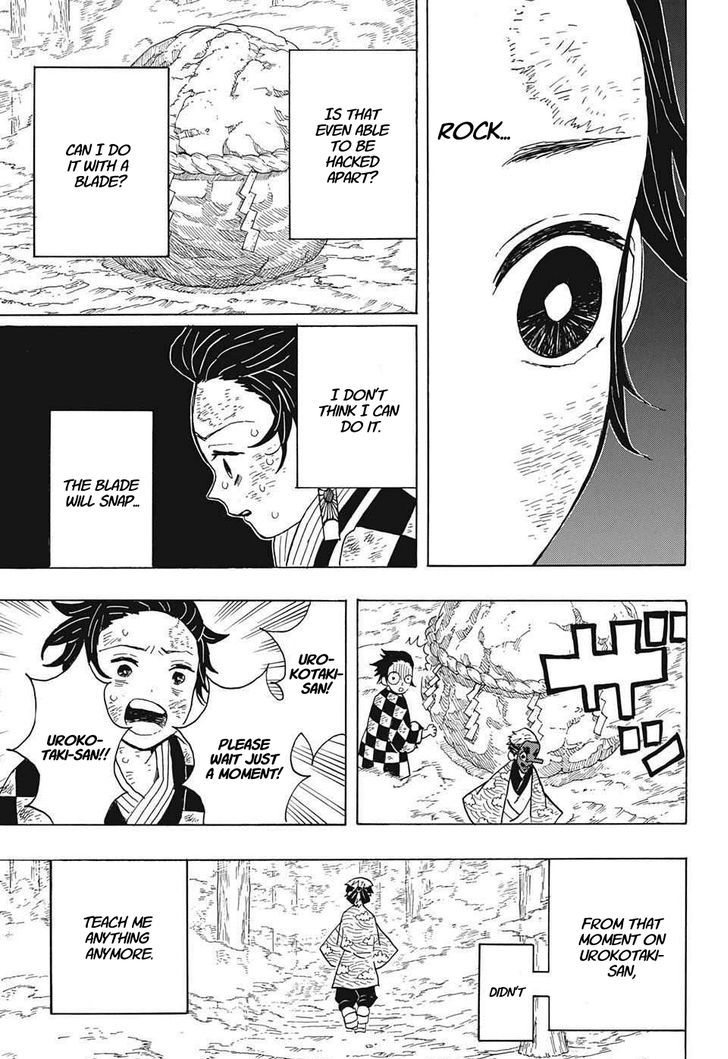 ROCK...
IS THAT
EVEN ABLE
TO BE
HACKED
APART?
CAN I DO
IT WITH A
BLADE?
I DON'T
THINK I CAN
DO IT.
THE BLADE
WILL SNAP...
サッ
URO-
KOTAKI-
SAN!
PLEASE
WAIT JUST
A MOMENT!
UROKO-
TAKI-SAN!!
FROM THAT
MOMENT ON
UROKOTAKI-
SAN,
DIDN'T
TEACH ME
ANYTHING
ANYMORE.